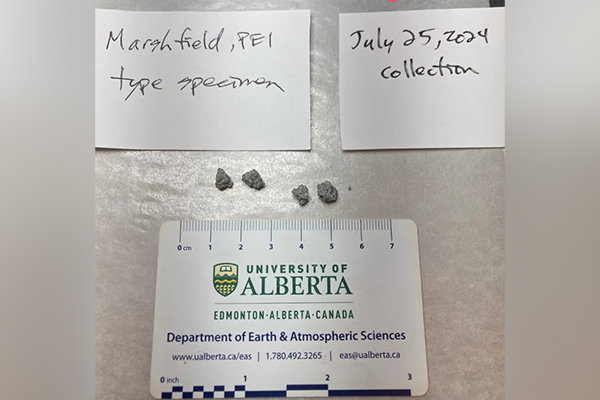 Marshfield, PEI
type specimen
July 25, 2024
collection
0 cm 1 2 3 4 5 6 7
UNIVERSITY OF
ALBERTA
EDMONTON·ALBERTA·CANADA
Department of Earth & Atmospheric Sciences
www.ualberta.ca/eas | 1.780.492.3265 | eas@ualberta.ca
0 inch 1 2 3